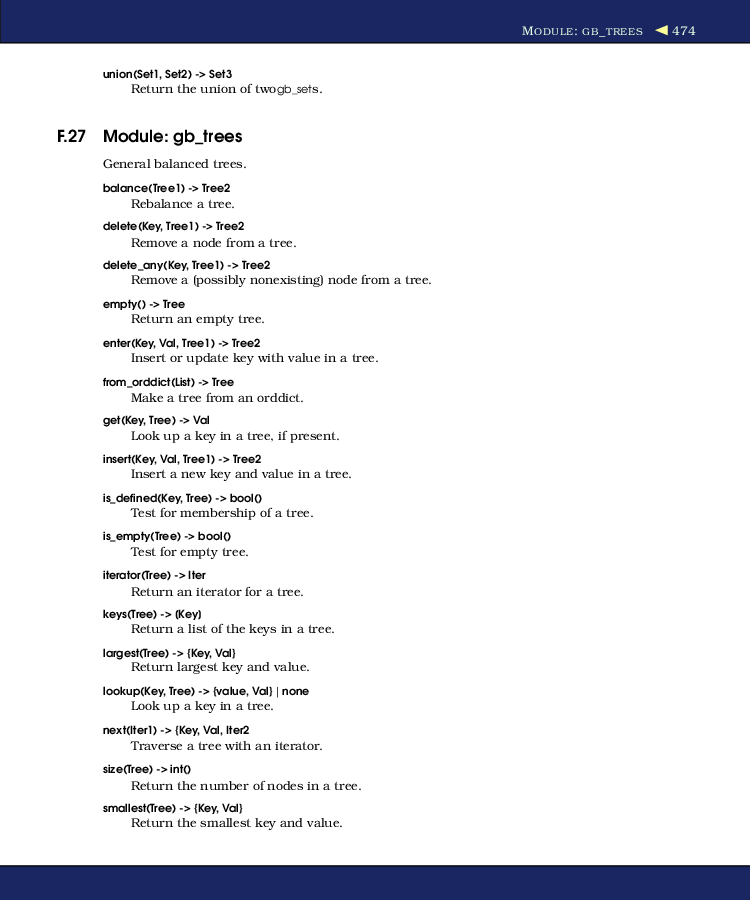 MODULE: GB_TREES ◀ 474
union(Set1, Set2) -> Set3
Return the union of twogb_sets.
F.27 Module: gb_trees
General balanced trees.
balance(Tree1) -> Tree2
Rebalance a tree.
delete(Key, Tree1) -> Tree2
Remove a node from a tree.
delete_any(Key, Tree1) -> Tree2
Remove a (possibly nonexisting) node from a tree.
empty() -> Tree
Return an empty tree.
enter(Key, Val, Tree1) -> Tree2
Insert or update key with value in a tree.
from_orddict(List) -> Tree
Make a tree from an orddict.
get(Key, Tree) -> Val
Look up a key in a tree, if present.
insert(Key, Val, Tree1) -> Tree2
Insert a new key and value in a tree.
is_defined(Key, Tree) -> bool()
Test for membership of a tree.
is_empty(Tree) -> bool()
Test for empty tree.
iterator(Tree) -> Iter
Return an iterator for a tree.
keys(Tree) -> [Key]
Return a list of the keys in a tree.
largest(Tree) -> {Key, Val}
Return largest key and value.
lookup(Key, Tree) -> {value, Val} | none
Look up a key in a tree.
next(Iter1) -> {Key, Val, Iter2
Traverse a tree with an iterator.
size(Tree) -> int()
Return the number of nodes in a tree.
smallest(Tree) -> {Key, Val}
Return the smallest key and value.